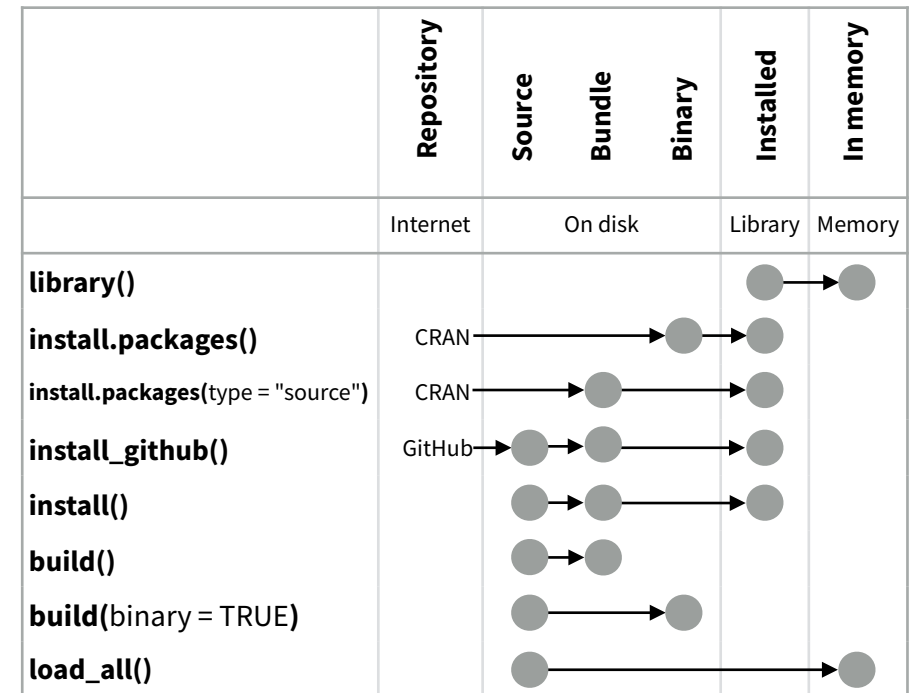 Repository
Source
Bundle
Binary
Installed
In memory
Internet On disk Library Memory
library()
install.packages()
CRAN
install.packages(type = "source")
CRAN
install_github()
GitHub
install()
build()
build(binary = TRUE)
load_all()